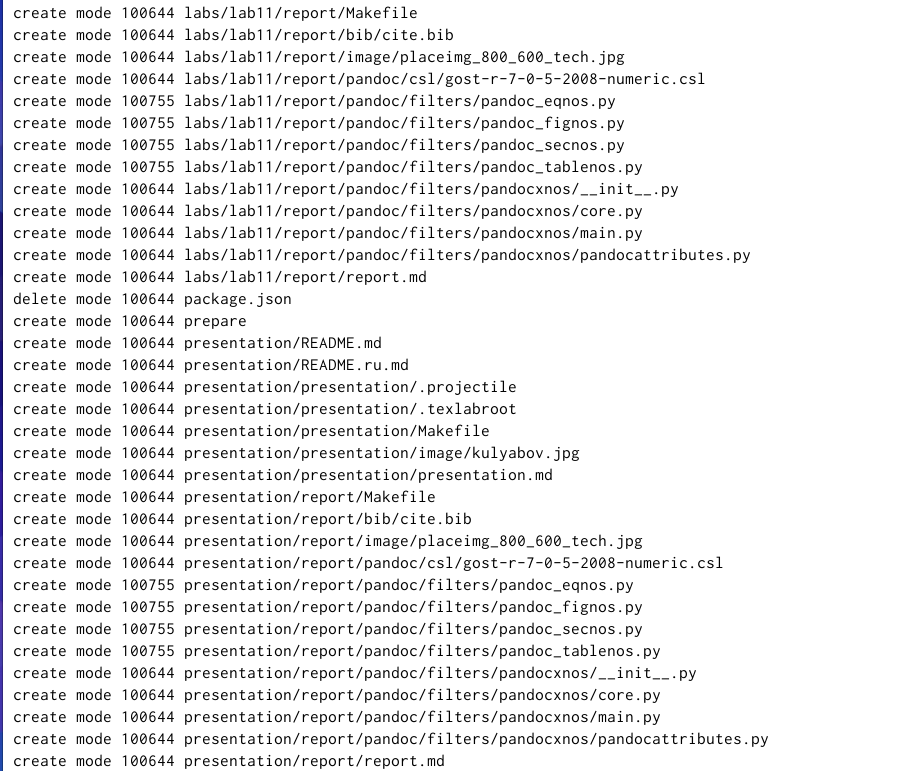 create mode 100644 labs/lab11/report/Makefile
create mode 100644 labs/lab11/report/bib/cite.bib
create mode 100644 labs/lab11/report/image/placeimg_800_600_tech.jpg
create mode 100644 labs/lab11/report/pandoc/csl/gost-r-7-0-5-2008-numeric.csl
create mode 100755 labs/lab11/report/pandoc/filters/pandoc_eqnos.py
create mode 100755 labs/lab11/report/pandoc/filters/pandoc_fignos.py
create mode 100755 labs/lab11/report/pandoc/filters/pandoc_secnos.py
create mode 100755 labs/lab11/report/pandoc/filters/pandoc_tablenos.py
create mode 100644 labs/lab11/report/pandoc/filters/pandocxnos/__init__.py
create mode 100644 labs/lab11/report/pandoc/filters/pandocxnos/core.py
create mode 100644 labs/lab11/report/pandoc/filters/pandocxnos/main.py
create mode 100644 labs/lab11/report/pandoc/filters/pandocxnos/pandocattributes.py
create mode 100644 labs/lab11/report/report.md
delete mode 100644 package.json
create mode 100644 prepare
create mode 100644 presentation/README.md
create mode 100644 presentation/README.ru.md
create mode 100644 presentation/presentation/.projectile
create mode 100644 presentation/presentation/.texlabroot
create mode 100644 presentation/presentation/Makefile
create mode 100644 presentation/presentation/image/kulyabov.jpg
create mode 100644 presentation/presentation/presentation.md
create mode 100644 presentation/report/Makefile
create mode 100644 presentation/report/bib/cite.bib
create mode 100644 presentation/report/image/placeimg_800_600_tech.jpg
create mode 100644 presentation/report/pandoc/csl/gost-r-7-0-5-2008-numeric.csl
create mode 100755 presentation/report/pandoc/filters/pandoc_eqnos.py
create mode 100755 presentation/report/pandoc/filters/pandoc_fignos.py
create mode 100755 presentation/report/pandoc/filters/pandoc_secnos.py
create mode 100755 presentation/report/pandoc/filters/pandoc_tablenos.py
create mode 100644 presentation/report/pandoc/filters/pandocxnos/__init__.py
create mode 100644 presentation/report/pandoc/filters/pandocxnos/core.py
create mode 100644 presentation/report/pandoc/filters/pandocxnos/main.py
create mode 100644 presentation/report/pandoc/filters/pandocxnos/pandocattributes.py
create mode 100644 presentation/report/report.md